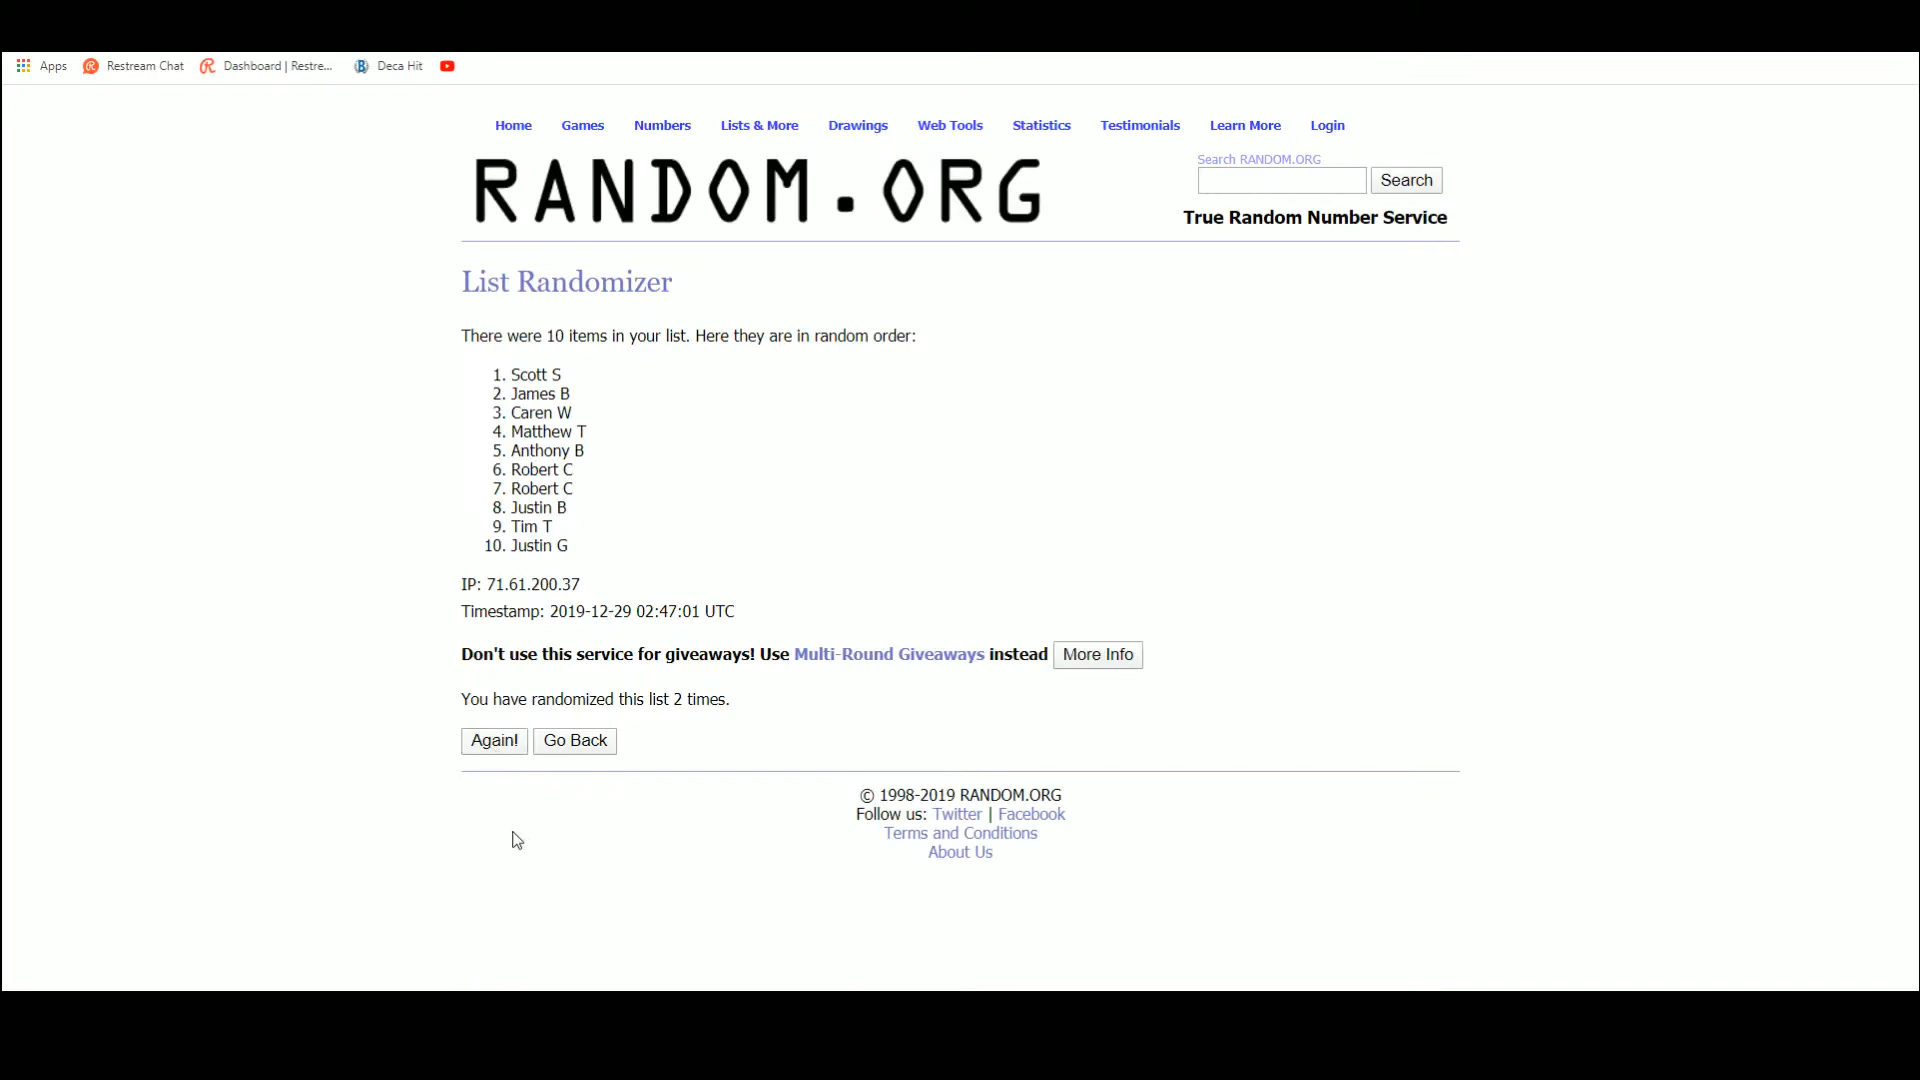 Apps Restream Chat Dashboard | Restre... Deca Hit
Home Games Numbers Lists & More Drawings Web Tools Statistics Testimonials Learn More Login
RANDOM.ORG
Search RANDOM.ORG
Search
True Random Number Service
List Randomizer
There were 10 items in your list. Here they are in random order:
1. Scott S
2. James B
3. Caren W
4. Matthew T
5. Anthony B
6. Robert C
7. Robert C
8. Justin B
9. Tim T
10. Justin G
IP: 71.61.200.37
Timestamp: 2019-12-29 02:47:01 UTC
Don't use this service for giveaways! Use Multi-Round Giveaways instead More Info
You have randomized this list 2 times.
Again! Go Back
© 1998-2019 RANDOM.ORG
Follow us: Twitter | Facebook
Terms and Conditions
About Us